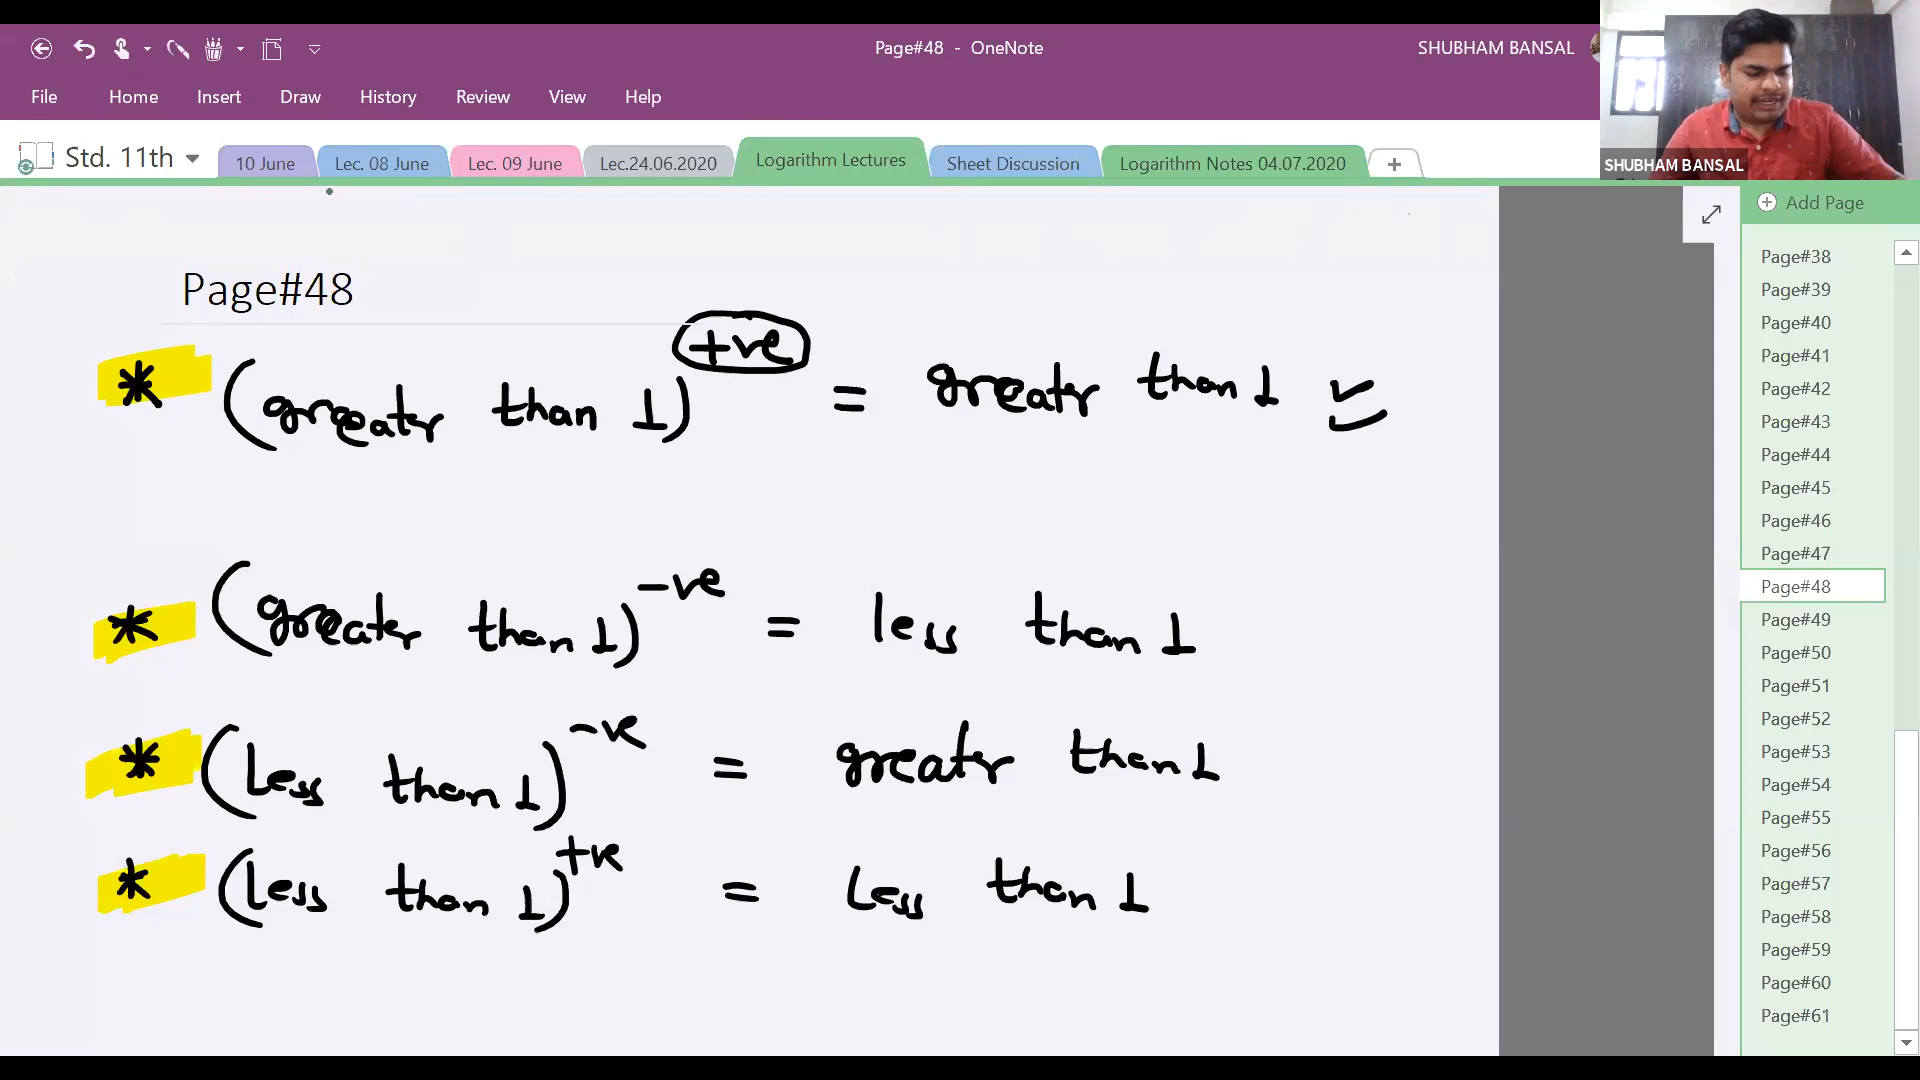 Page#48 - OneNote
SHUBHAM BANSAL
File Home Insert Draw History Review View Help
Std. 11th
10 June Lec. 08 June Lec. 09 June Lec.24.06.2020 Logarithm Lectures Sheet Discussion Logarithm Notes 04.07.2020 +
SHUBHAM BANSAL
Add Page
Page#48
* (greater than 1)^+ve = greater than 1 ✓
* (greater than 1)^-ve = less than 1
* (Less than 1)^-ve = greater than 1
* (less than 1)^+ve = Less than 1
Page#38
Page#39
Page#40
Page#41
Page#42
Page#43
Page#44
Page#45
Page#46
Page#47
Page#48
Page#49
Page#50
Page#51
Page#52
Page#53
Page#54
Page#55
Page#56
Page#57
Page#58
Page#59
Page#60
Page#61